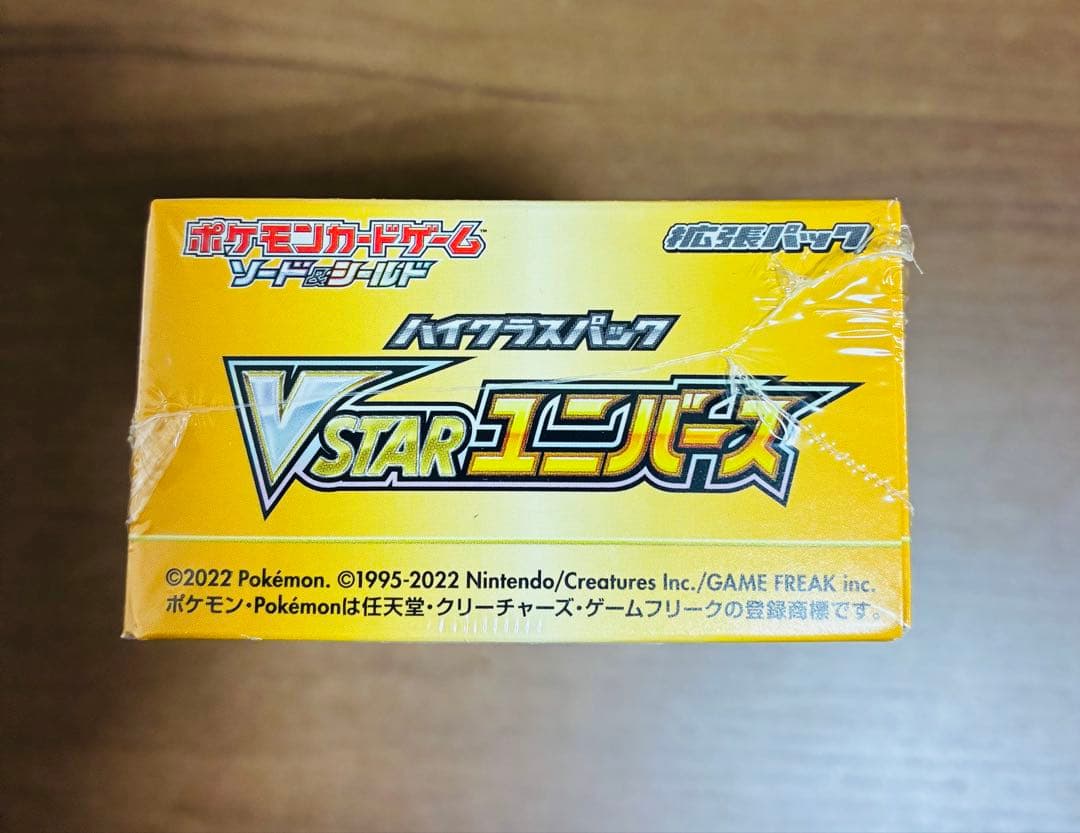 ポケモンカードゲーム™
ソード&シールド
拡張パック
ハイクラスパック
VSTARユニバース
©2022 Pokémon. ©1995-2022 Nintendo/Creatures Inc./GAME FREAK inc.
ポケモン・Pokémonは任天堂・クリーチャーズ・ゲームフリークの登録商標です。